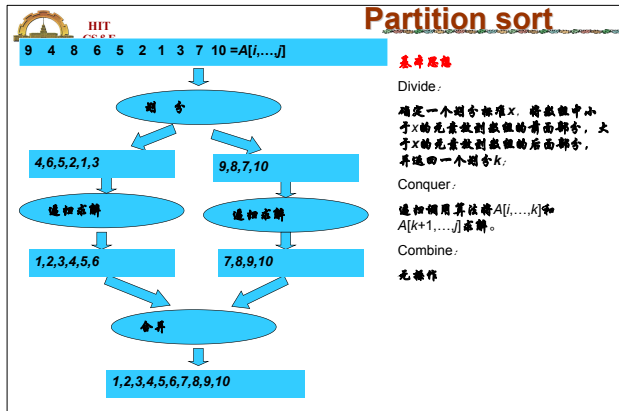 HIT
CS&E
Partition sort
9 4 8 6 5 2 1 3 7 10 =A[i,…,j]
划 分
4,6,5,2,1,3
9,8,7,10
递归求解
递归求解
1,2,3,4,5,6
7,8,9,10
合并
1,2,3,4,5,6,7,8,9,10
基本思想
Divide:
确定一个划分标准x, 将数组中小
于x的元素放到数组的前面部分, 大
于x的元素放到数组的后面部分,
并返回一个划分k;
Conquer:
递归调用算法将A[i,…,k]和
A[k+1,…,j]求解。
Combine:
无操作